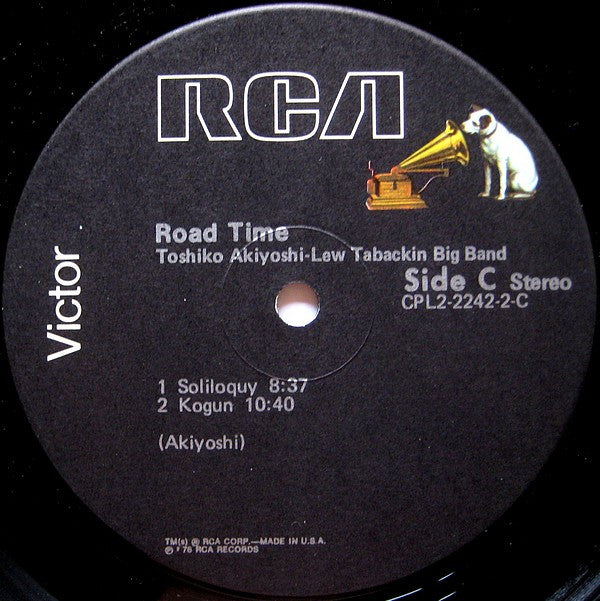 RCA
Victor
Road Time
Toshiko Akiyoshi-Lew Tabackin Big Band
Side C Stereo
CPL2-2242-2-C
1 Soliloquy 8:37
2 Kogun 10:40
(Akiyoshi)
TM(s) ® RCA CORP.—MADE IN U.S.A.
℗ '76 RCA RECORDS